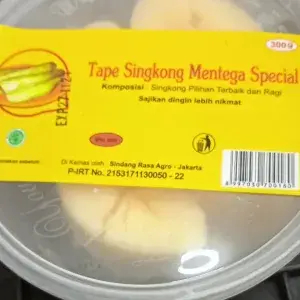 300 G
Tape Singkong Mentega Special
Komposisi : Singkong Pilihan Terbaik dan Ragi
Sajikan dingin lebih nikmat
Di Kemas oleh : Sindang Rasa Agro - Jakarta
P-IRT No. 2153171130050 - 22